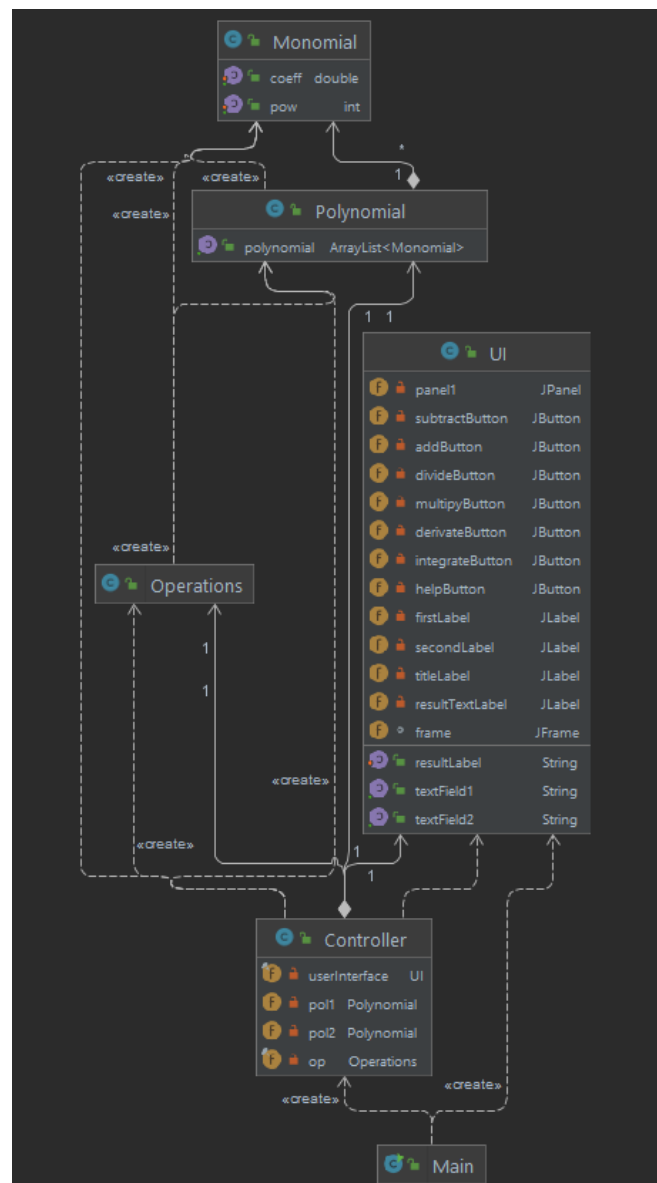 Monomial
coeff double
pow int
*
1
«create» «create»
«create»
Polynomial
polynomial ArrayList<Monomial>
1 1
UI
panel1 JPanel
subtractButton JButton
addButton JButton
divideButton JButton
multipyButton JButton
derivateButton JButton
integrateButton JButton
helpButton JButton
firstLabel JLabel
secondLabel JLabel
titleLabel JLabel
resultTextLabel JLabel
frame JFrame
resultLabel String
textField1 String
textField2 String
«create»
Operations
1
1
«create»
«create»
1
1
Controller
userInterface UI
pol1 Polynomial
pol2 Polynomial
op Operations
«create»
«create»
Main